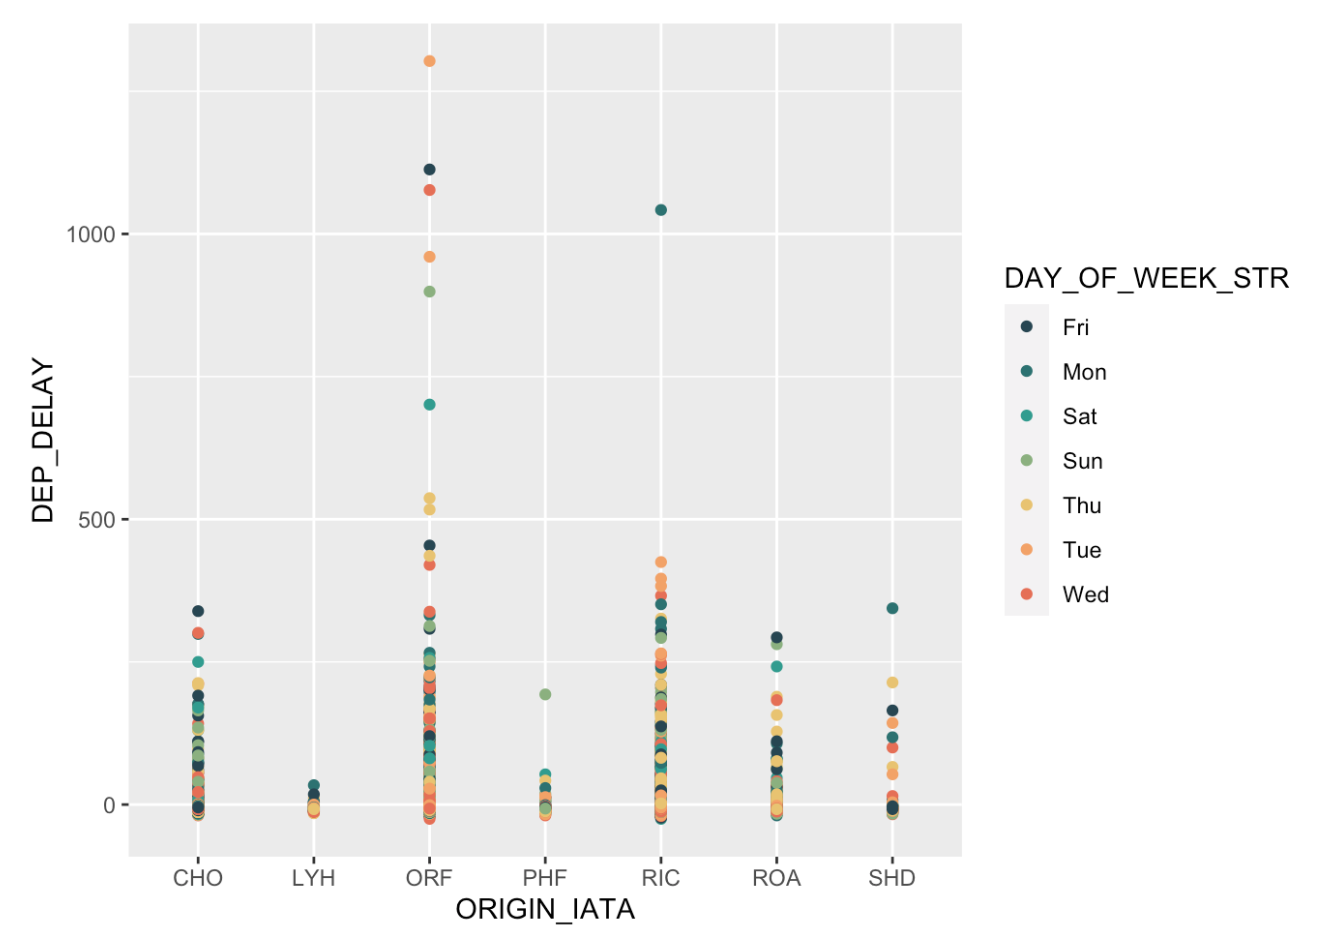 1000
500
0
DEP_DELAY
CHO LYH ORF PHF RIC ROA SHD
ORIGIN_IATA
DAY_OF_WEEK_STR
Fri
Mon
Sat
Sun
Thu
Tue
Wed